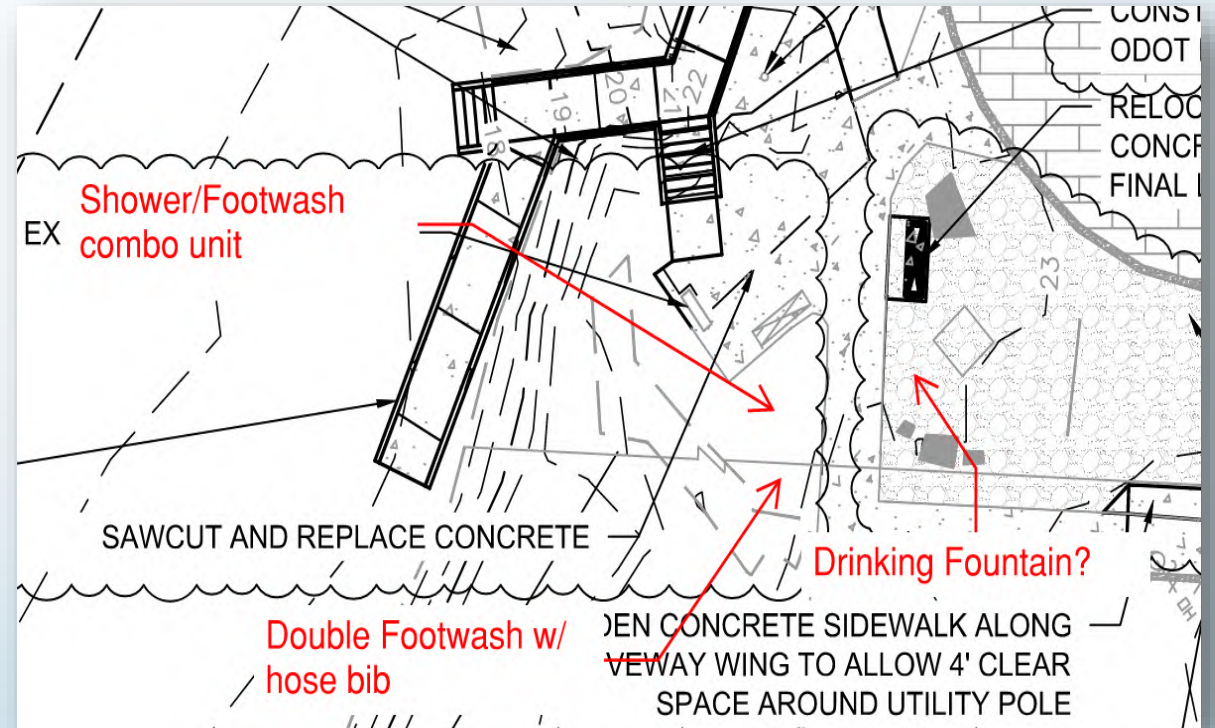 CONST
ODOT
RELOC
CONCR
FINAL L
20
22
21
19
18
Shower/Footwash
combo unit
EX
23
SAWCUT AND REPLACE CONCRETE
Drinking Fountain?
Double Footwash w/
hose bib
DEN CONCRETE SIDEWALK ALONG
VEWAY WING TO ALLOW 4' CLEAR
SPACE AROUND UTILITY POLE